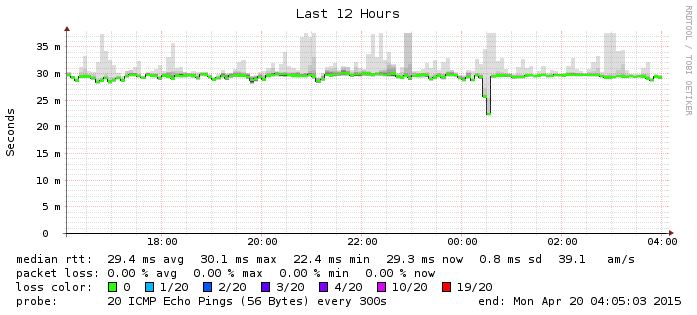 Last 12 Hours
RRDTOOL / TOBI OETIKER
Seconds
35 m
30 m
25 m
20 m
15 m
10 m
5 m
0
18:00 20:00 22:00 00:00 02:00 04:00
median rtt: 29.4 ms avg 30.1 ms max 22.4 ms min 29.3 ms now 0.8 ms sd 39.1 am/s
packet loss: 0.00 % avg 0.00 % max 0.00 % min 0.00 % now
loss color: 0 1/20 2/20 3/20 4/20 10/20 19/20
probe: 20 ICMP Echo Pings (56 Bytes) every 300s end: Mon Apr 20 04:05:03 2015